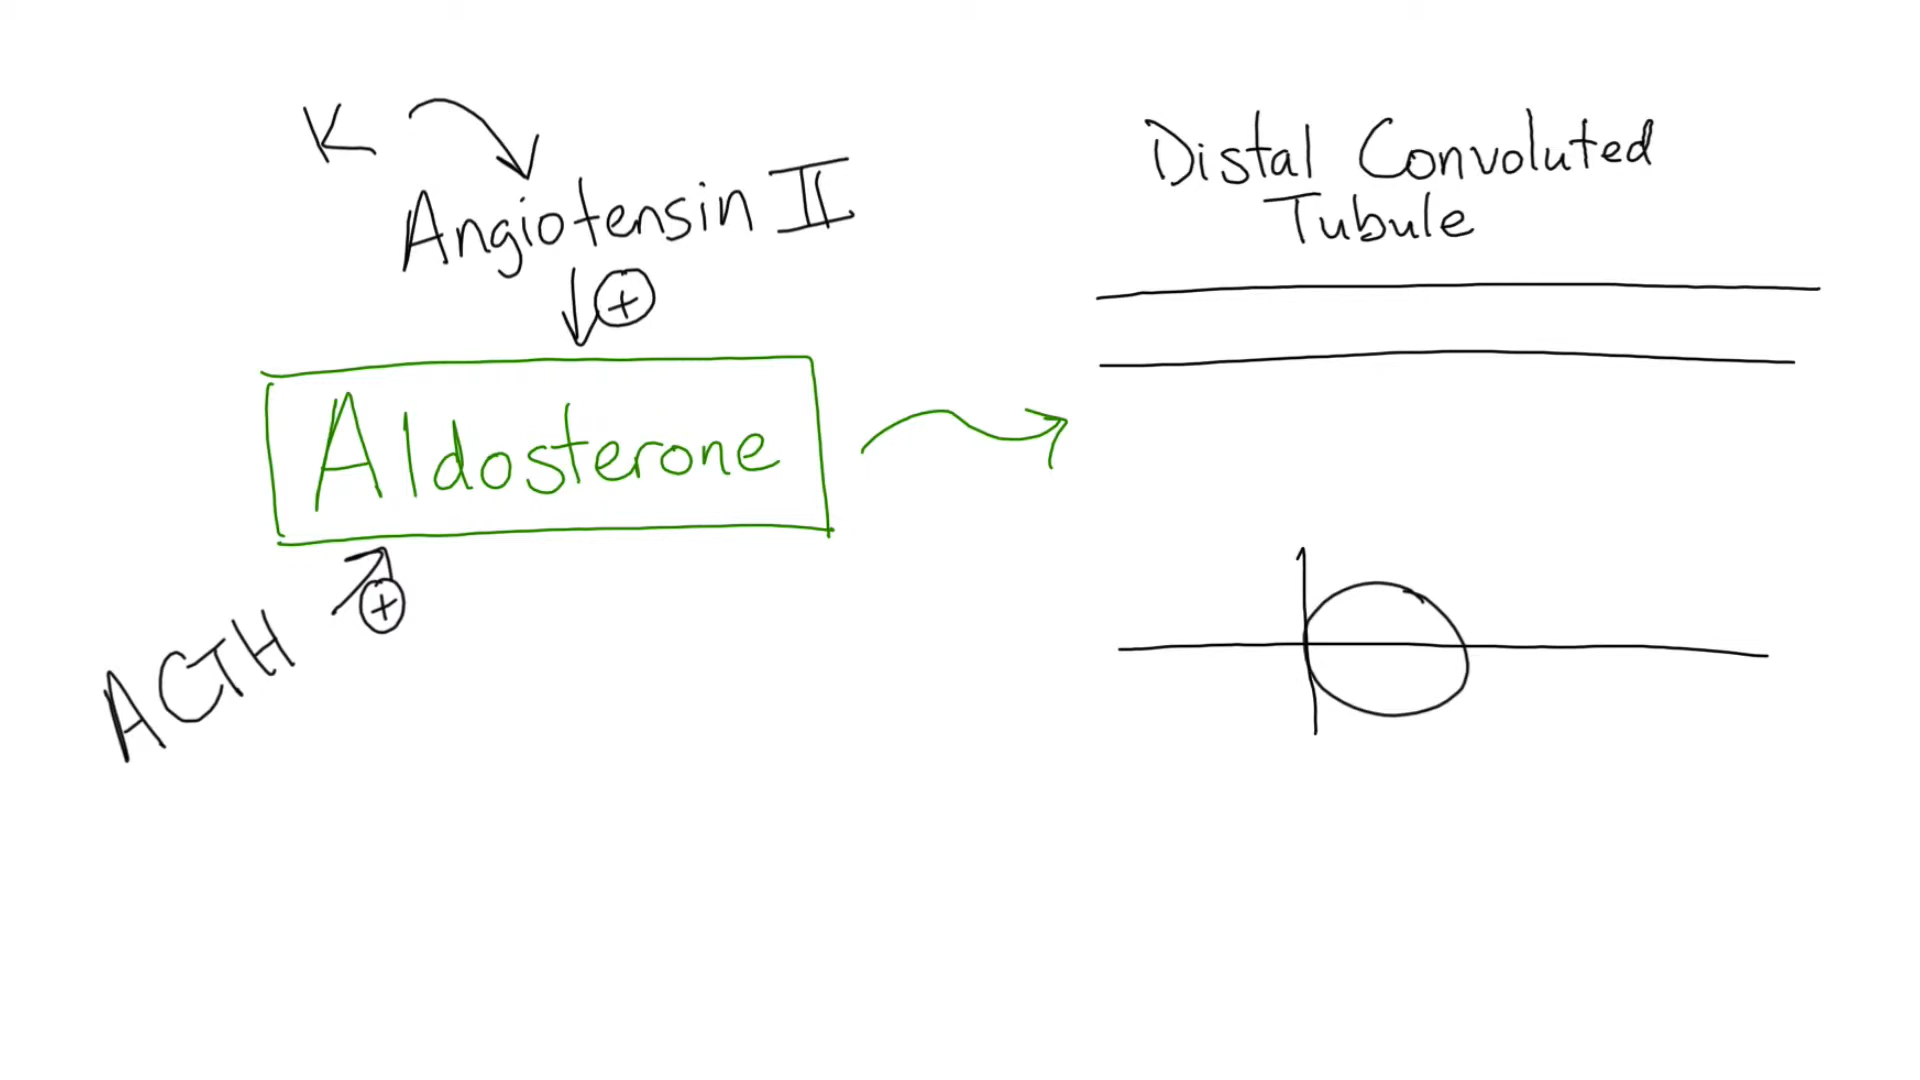 K
Angiotensin II
+
Aldosterone
+
ACTH
Distal Convoluted
Tubule